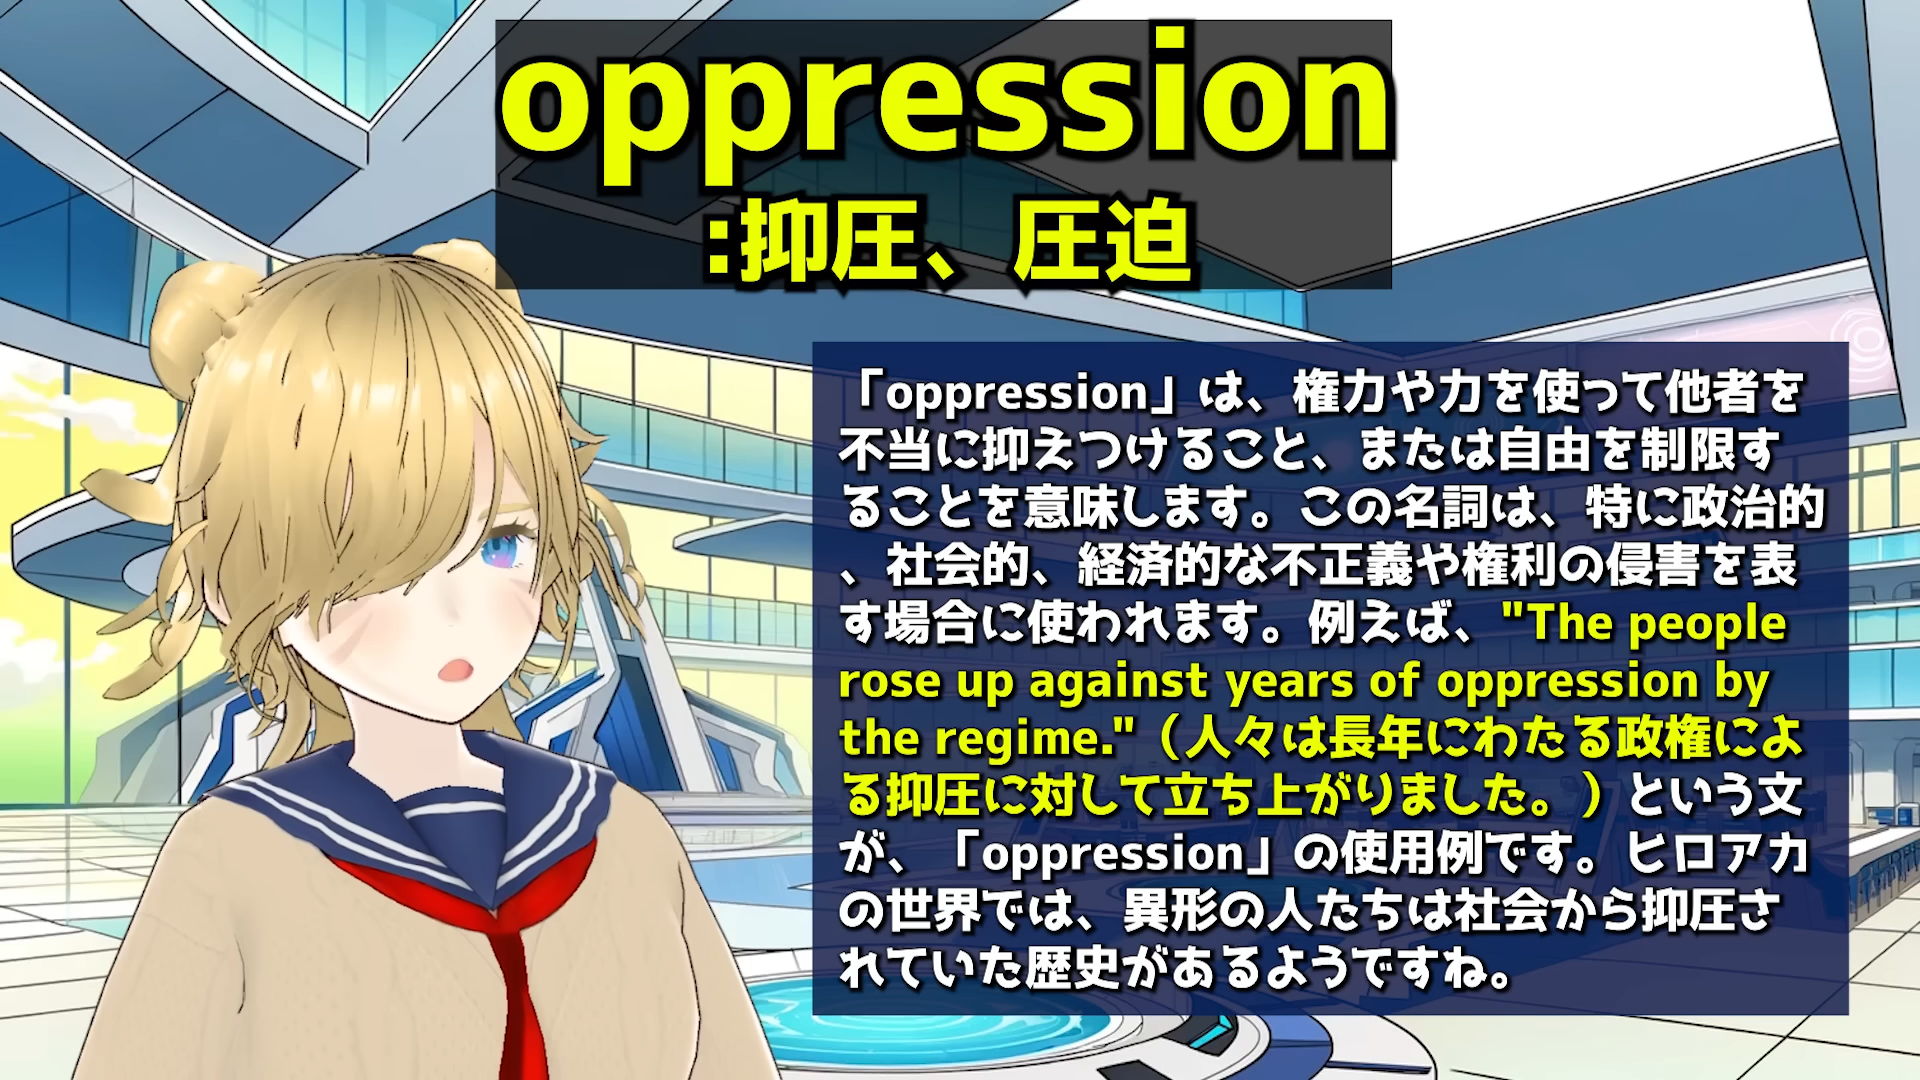 oppression
:抑圧、圧迫
「oppression」は、権力や力を使って他者を
不当に抑えつけること、または自由を制限す
ることを意味します。この名詞は、特に政治的
、社会的、経済的な不正義や権利の侵害を表
す場合に使われます。例えば、"The people
rose up against years of oppression by
the regime."（人々は長年にわたる政権によ
る抑圧に対して立ち上がりました。）という文
が、「oppression」の使用例です。ヒロアカ
の世界では、異形の人たちは社会から抑圧さ
れていた歴史があるようですね。